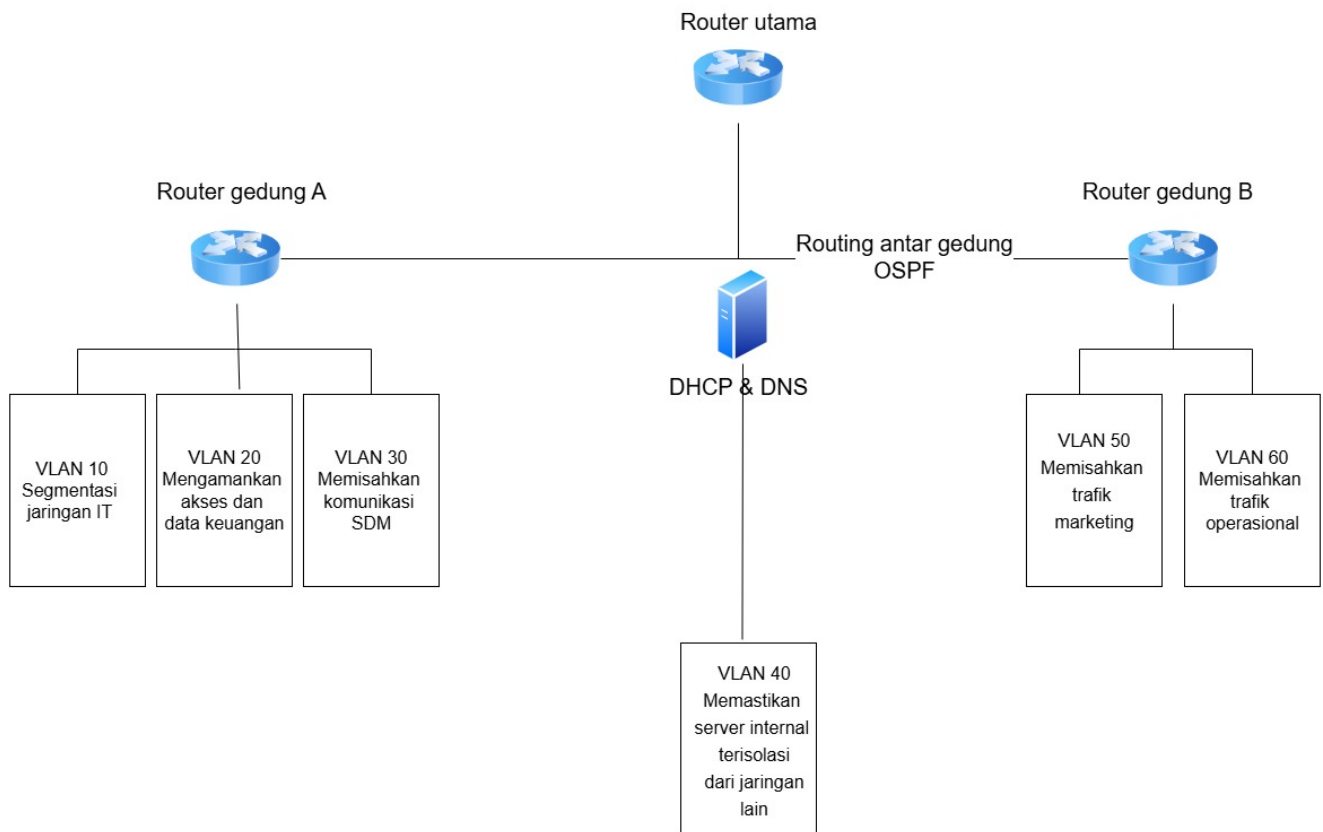 Router utama
Router gedung A
Router gedung B
Routing antar gedung
OSPF
DHCP & DNS
VLAN 10
Segmentasi
jaringan IT
VLAN 20
Mengamankan
akses dan
data keuangan
VLAN 30
Memisahkan
komunikasi
SDM
VLAN 50
Memisahkan
trafik
marketing
VLAN 60
Memisahkan
trafik
operasional
VLAN 40
Memastikan
server internal
terisolasi
dari jaringan
lain